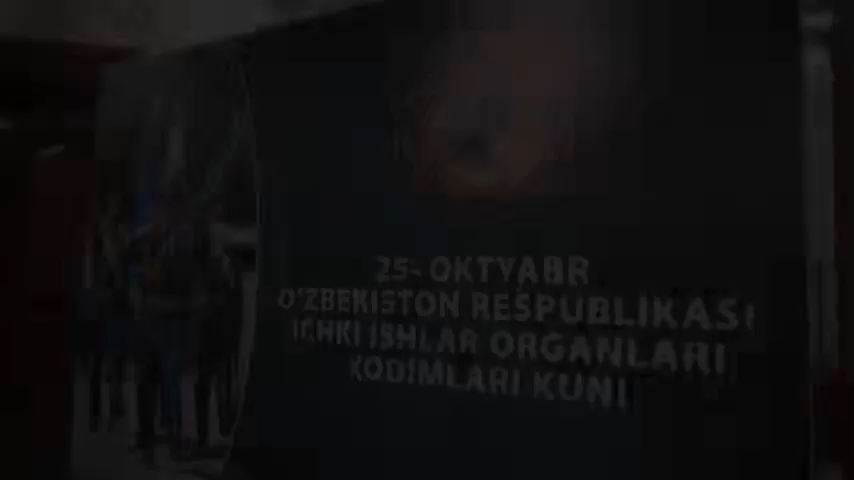 25- OKTYABR
O'ZBEKISTON RESPUBLIKASI
ICHKI ISHLAR ORGANLARI
XODIMLARI KUNI